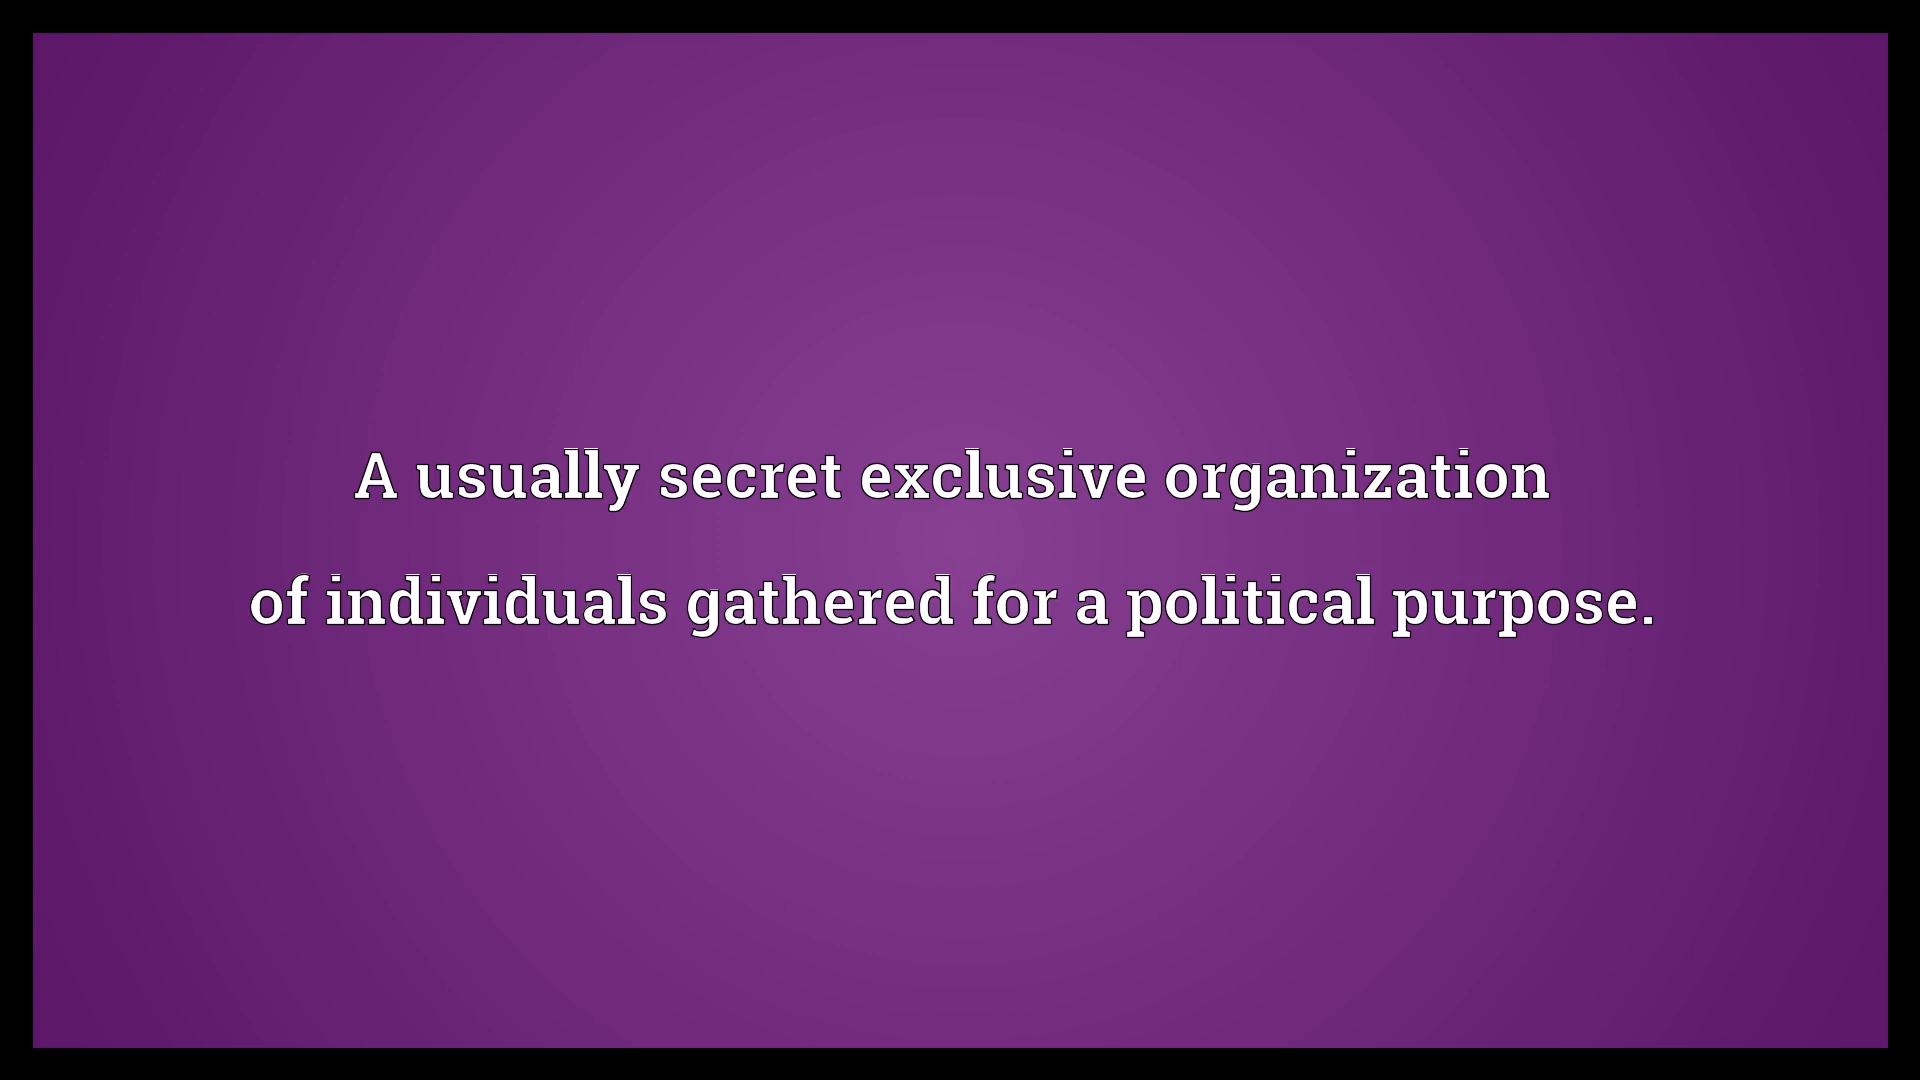 A usually secret exclusive organization
of individuals gathered for a political purpose.